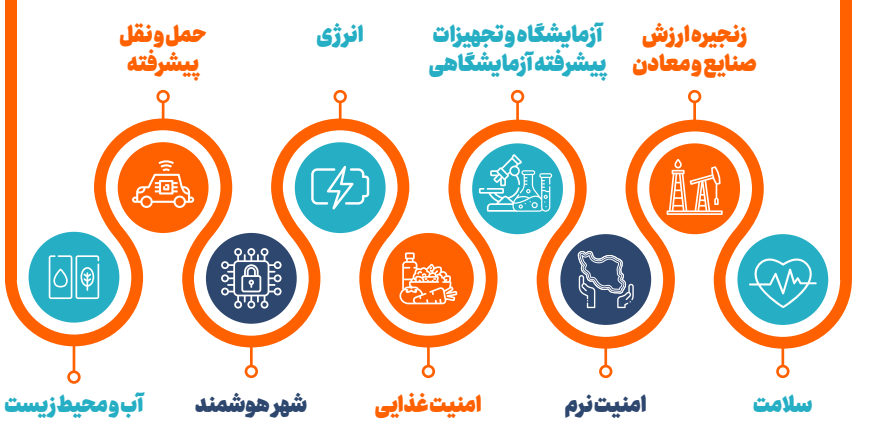 زنجیره ارزش
صنایع و معادن
آزمایشگاه و تجهیزات
پیشرفته آزمایشگاهی
انرژی
حمل و نقل
پیشرفته
سلامت
امنیت نرم
امنیت غذایی
شهر هوشمند
آب و محیط زیست